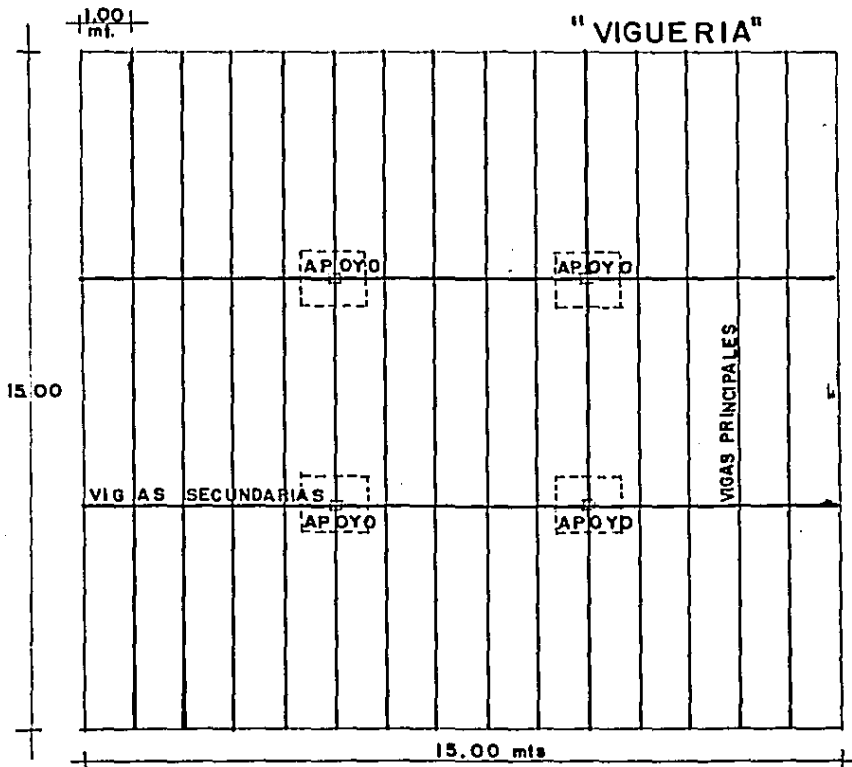 1.00
mt.
"VIGUERIA"
APOYO
APOYO
15.00
VIGAS PRINCIPALES
VIGAS SECUNDARIAS
APOYO
APOYO
15.00 mts